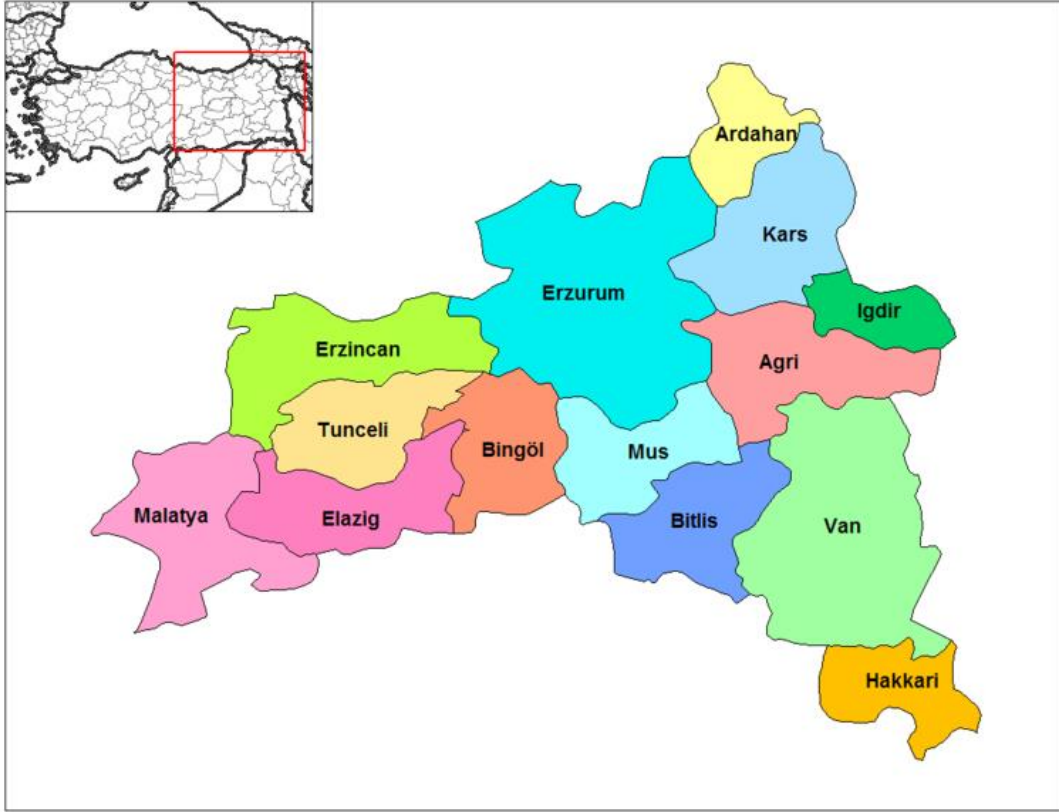 Ardahan
Kars
Erzurum
Igdir
Erzincan
Agri
Tunceli
Bingöl
Mus
Malatya
Elazig
Bitlis
Van
Hakkari